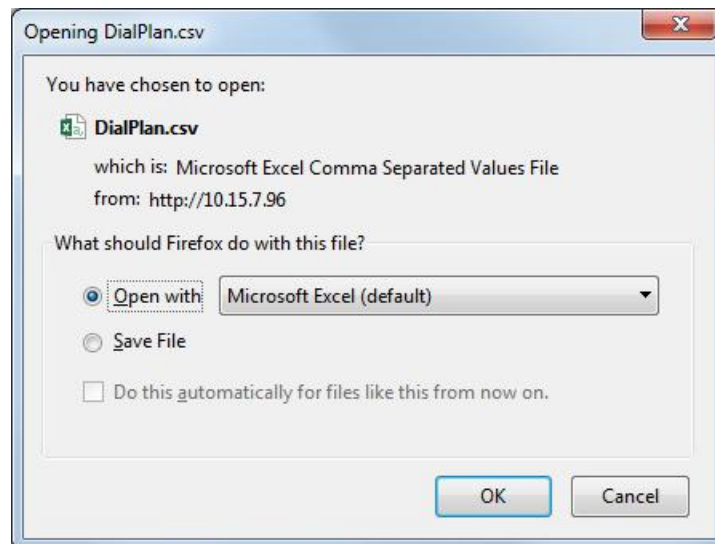 Opening DialPlan.csv
You have chosen to open:
DialPlan.csv
which is: Microsoft Excel Comma Separated Values File
from: http://10.15.7.96
What should Firefox do with this file?
Open with Microsoft Excel (default)
Save File
Do this automatically for files like this from now on.
OK Cancel